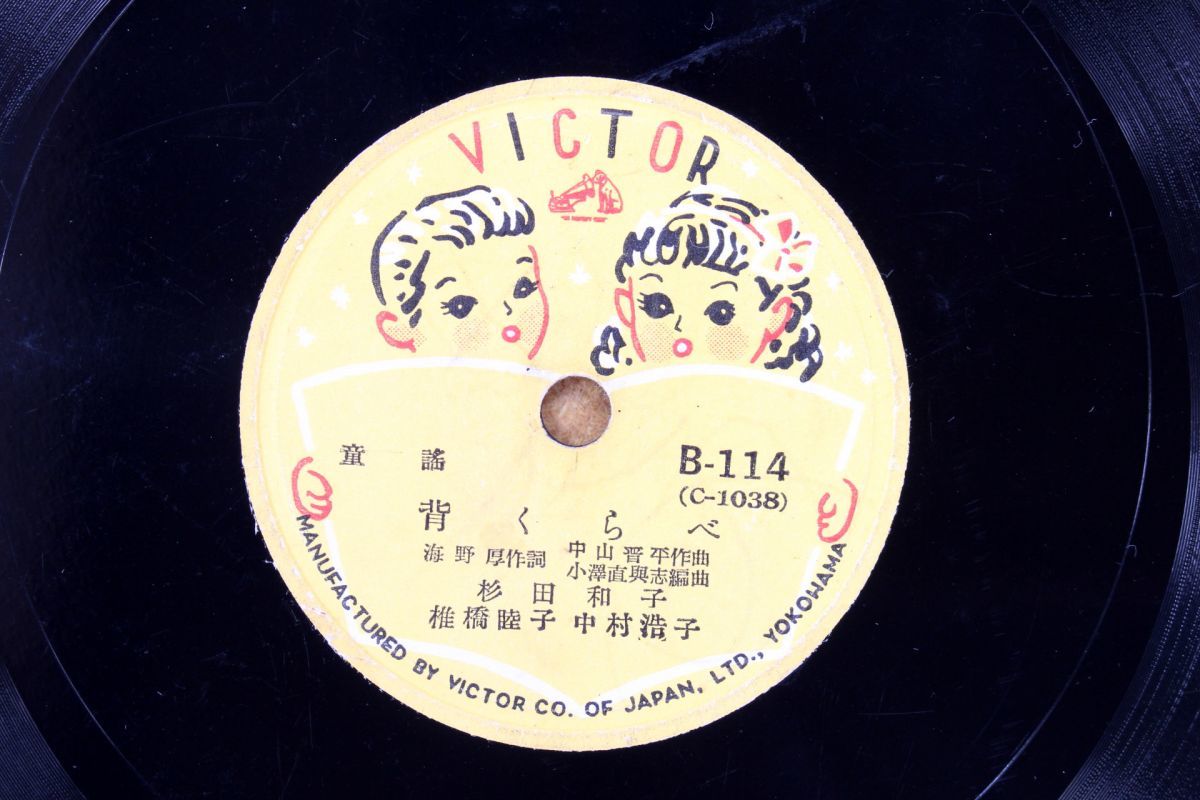 VICTOR
童謠
B-114
(C-1038)
背くらべ
海野厚作詞 中山晋平作曲
小澤直與志編曲
杉田和子
椎橋睦子 中村浩子
MANUFACTURED BY VICTOR CO. OF JAPAN, LTD., YOKOHAMA